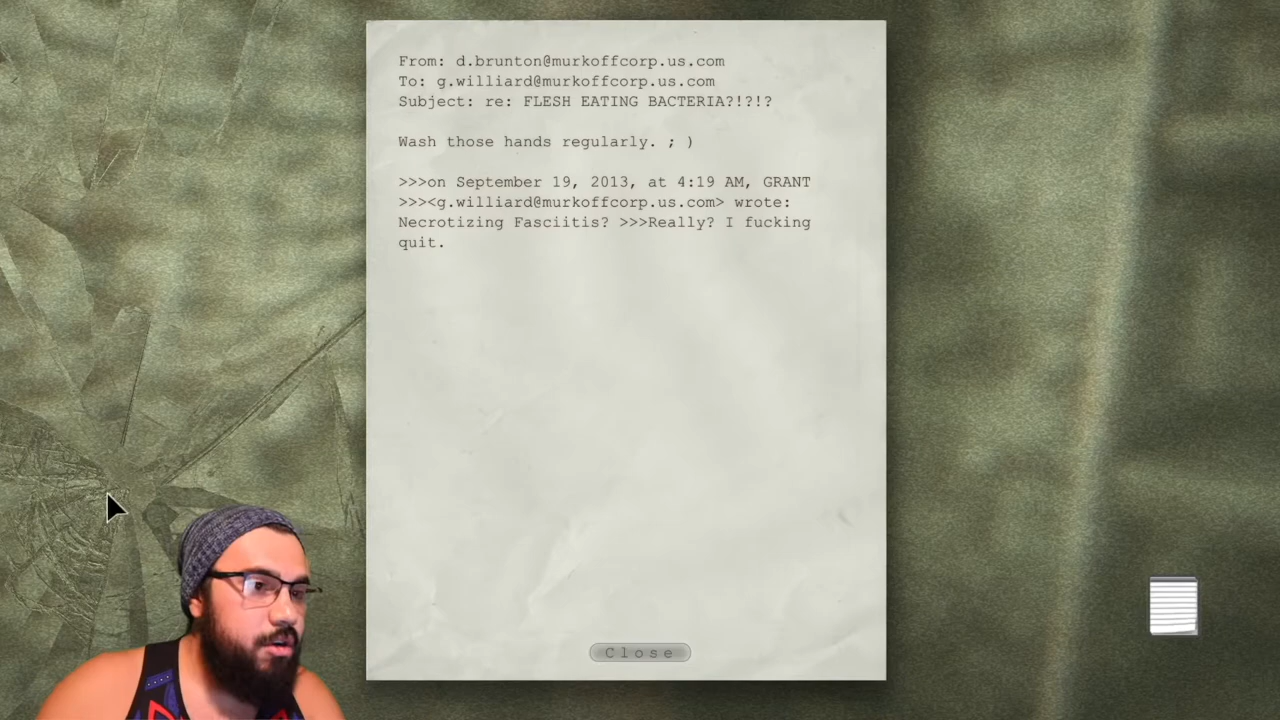 From: d.brunton@murkoffcorp.us.com
To: g.williard@murkoffcorp.us.com
Subject: re: FLESH EATING BACTERIA?!?!?
Wash those hands regularly. ; )
>>>on September 19, 2013, at 4:19 AM, GRANT
>>><g.williard@murkoffcorp.us.com> wrote:
Necrotizing Fasciitis? >>>Really? I fucking
quit.
Close